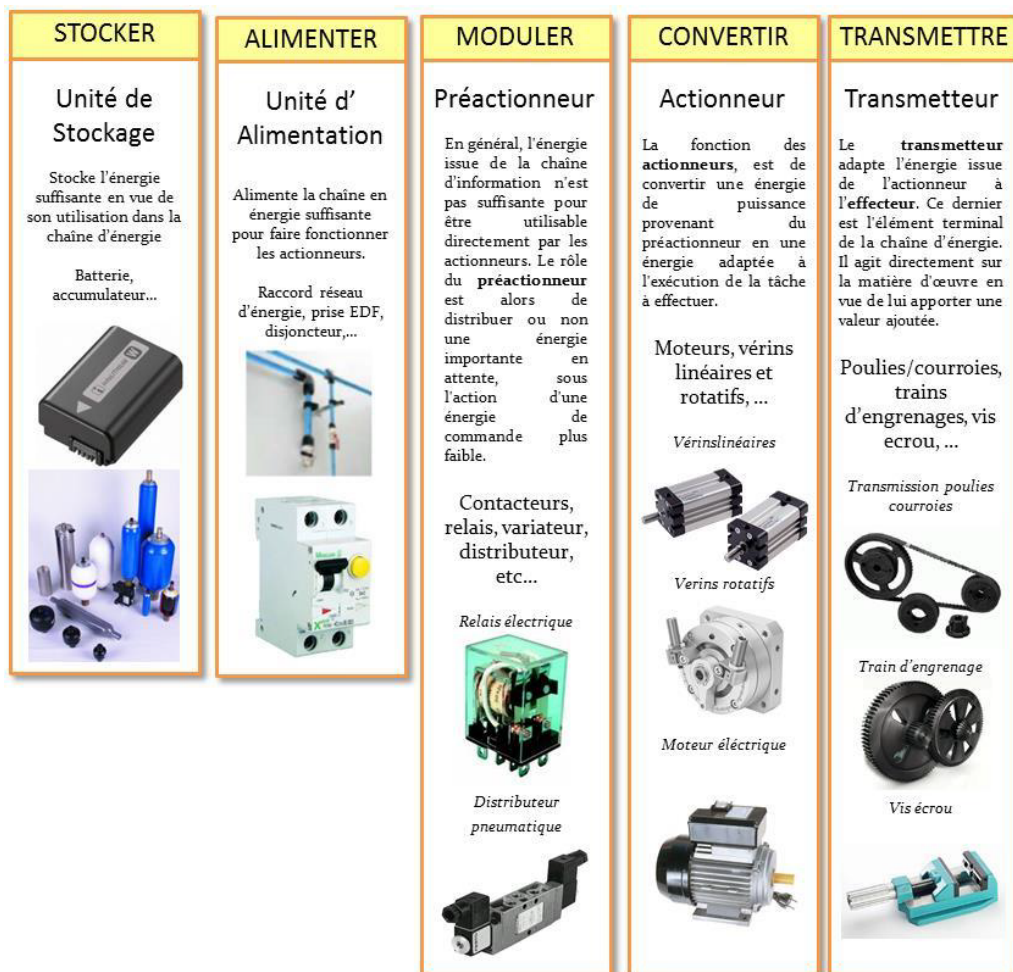 STOCKER
Unité de
Stockage
Stocke l'énergie
suffisante en vue de
son utilisation dans la
chaîne d'énergie
Batterie,
accumulateur...
ALIMENTER
Unité d'
Alimentation
Alimente la chaîne en
énergie suffisante
pour faire fonctionner
les actionneurs.
Raccord réseau
d'énergie, prise EDF,
disjoncteur,...
MODULER
Préactionneur
En général, l'énergie
issue de la chaîne
d'information n'est
pas suffisante pour
être utilisable
directement par les
actionneurs. Le rôle
du préactionneur
est alors de
distribuer ou non
une énergie
importante en
attente, sous
l'action d'une
énergie de
commande plus
faible.
Contacteurs,
relais, variateur,
distributeur,
etc...
Relais électrique
Distributeur
pneumatique
CONVERTIR
Actionneur
La fonction des
actionneurs, est de
convertir une énergie
de puissance
provenant du
préactionneur en une
énergie adaptée à
l'exécution de la tâche
à effectuer.
Moteurs, vérins
linéaires et
rotatifs, ...
Vérinslinéaires
Verins rotatifs
Moteur éléctrique
TRANSMETTRE
Transmetteur
Le transmetteur
adapte l'énergie issue
de l'actionneur à
l'effecteur. Ce dernier
est l'élément terminal
de la chaîne d'énergie.
Il agit directement sur
la matière d'œuvre en
vue de lui apporter une
valeur ajoutée.
Poulies/courroies,
trains
d'engrenages, vis
ecrou, ...
Transmission poulies
courroies
Train d'engrenage
Vis écrou